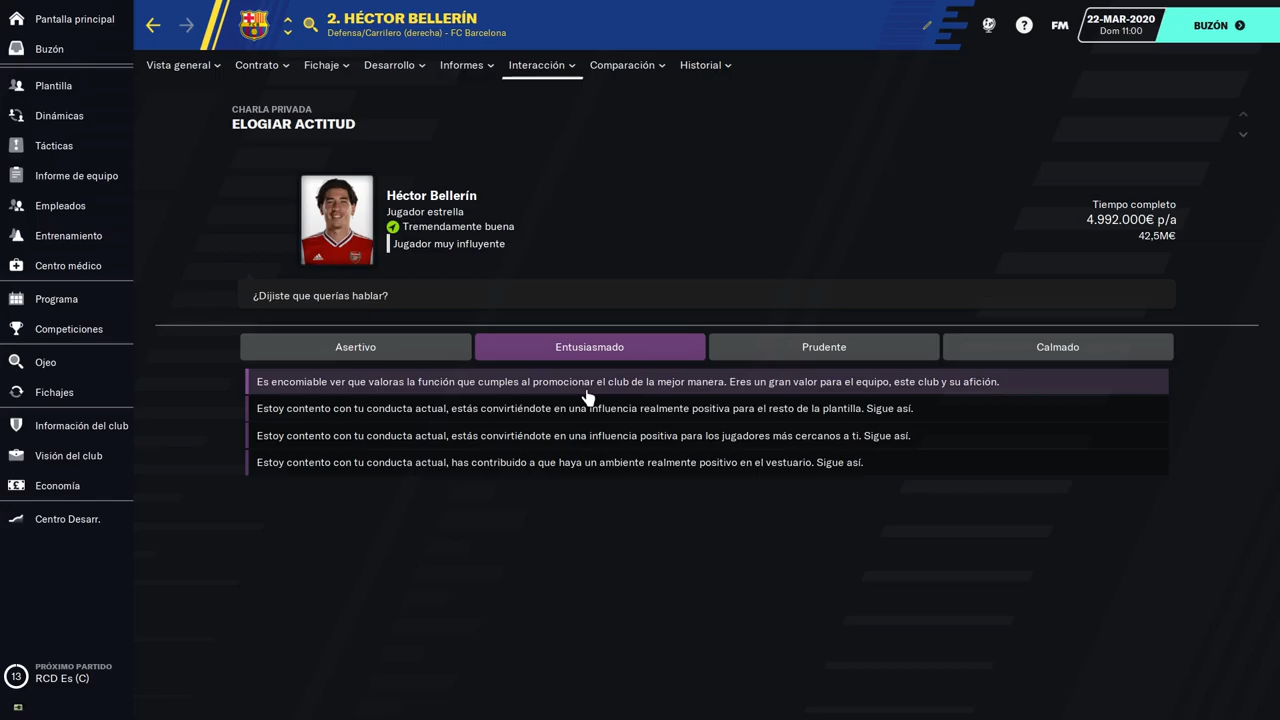 Pantalla principal
Buzón
Plantilla
Dinámicas
Tácticas
Informe de equipo
Empleados
Entrenamiento
Centro médico
Programa
Competiciones
Ojeo
Fichajes
Información del club
Visión del club
Economía
Centro Desarr.
13
PRÓXIMO PARTIDO
RCD Es (C)
2. HÉCTOR BELLERÍN
Defensa/Carrilero (derecha) - FC Barcelona
?
FM
22-MAR-2020
Dom 11:00
BUZÓN
Vista general
Contrato
Fichaje
Desarrollo
Informes
Interacción
Comparación
Historial
CHARLA PRIVADA
ELOGIAR ACTITUD
Héctor Bellerín
Jugador estrella
Tremendamente buena
Jugador muy influyente
Tiempo completo
4.992.000€ p/a
42,5M€
¿Dijiste que querías hablar?
Asertivo
Entusiasmado
Prudente
Calmado
Es encomiable ver que valoras la función que cumples al promocionar el club de la mejor manera. Eres un gran valor para el equipo, este club y su afición.
Estoy contento con tu conducta actual, estás convirtiéndote en una influencia realmente positiva para el resto de la plantilla. Sigue así.
Estoy contento con tu conducta actual, estás convirtiéndote en una influencia positiva para los jugadores más cercanos a ti. Sigue así.
Estoy contento con tu conducta actual, has contribuido a que haya un ambiente realmente positivo en el vestuario. Sigue así.